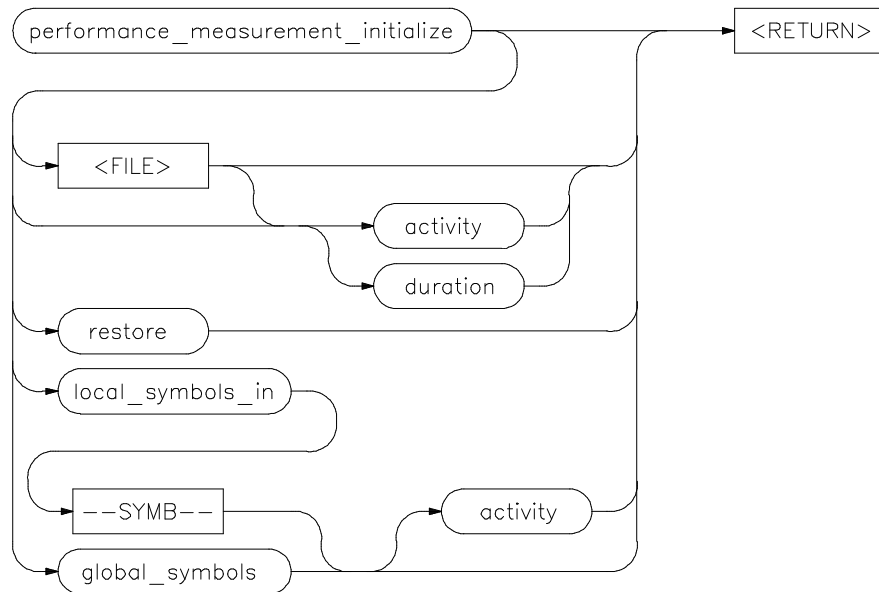 performance_measurement_initialize
<RETURN>
<FILE>
activity
duration
restore
local_symbols_in
--SYMB--
activity
global_symbols